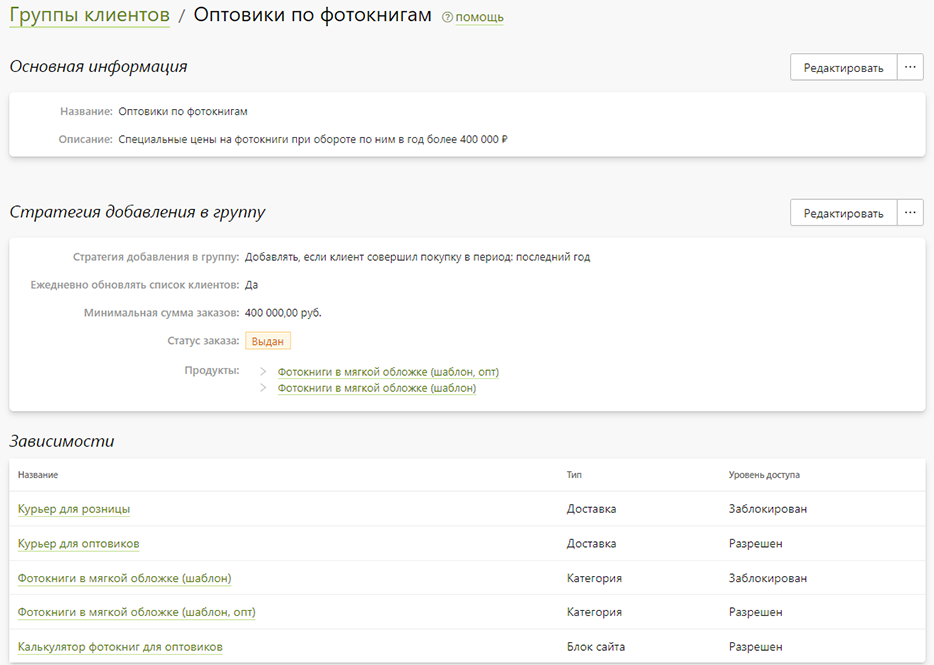 Группы клиентов / Оптовики по фотокнигам ? помощь
Основная информация
Редактировать ...
Название: Оптовики по фотокнигам
Описание: Специальные цены на фотокниги при обороте по ним в год более 400 000 ₽
Стратегия добавления в группу
Редактировать ...
Стратегия добавления в группу: Добавлять, если клиент совершил покупку в период: последний год
Ежедневно обновлять список клиентов: Да
Минимальная сумма заказов: 400 000,00 руб.
Статус заказа: Выдан
Продукты: Фотокниги в мягкой обложке (шаблон, опт)
Фотокниги в мягкой обложке (шаблон)
Зависимости
Название Тип Уровень доступа
Курьер для розницы Доставка Заблокирован
Курьер для оптовиков Доставка Разрешен
Фотокниги в мягкой обложке (шаблон) Категория Заблокирован
Фотокниги в мягкой обложке (шаблон, опт) Категория Разрешен
Калькулятор фотокниг для оптовиков Блок сайта Разрешен